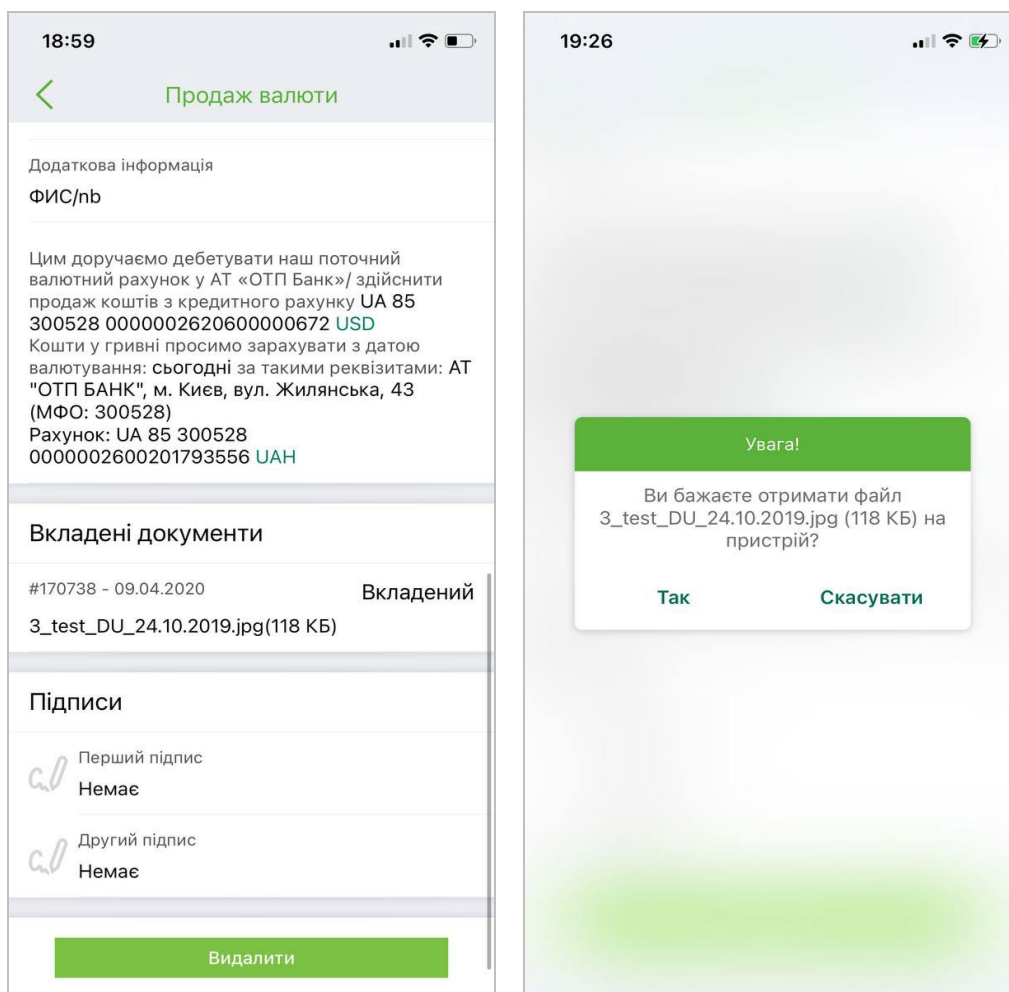 18:59
Продаж валюти
Додаткова інформація
ФИС/nb
Цим доручаємо дебетувати наш поточний
валютний рахунок у АТ «ОТП Банк»/ здійснити
продаж коштів з кредитного рахунку UA 85
300528 0000002620600000672 USD
Кошти у гривні просимо зарахувати з датою
валютування: сьогодні за такими реквізитами: АТ
"ОТП БАНК", м. Києв, вул. Жилянська, 43
(МФО: 300528)
Рахунок: UA 85 300528
0000002600201793556 UAH
Вкладені документи
#170738 - 09.04.2020 Вкладений
3_test_DU_24.10.2019.jpg(118 КБ)
Підписи
Перший підпис
Немає
Другий підпис
Немає
Видалити
19:26
Увага!
Ви бажаєте отримати файл
3_test_DU_24.10.2019.jpg (118 КБ) на
пристрій?
Так Скасувати